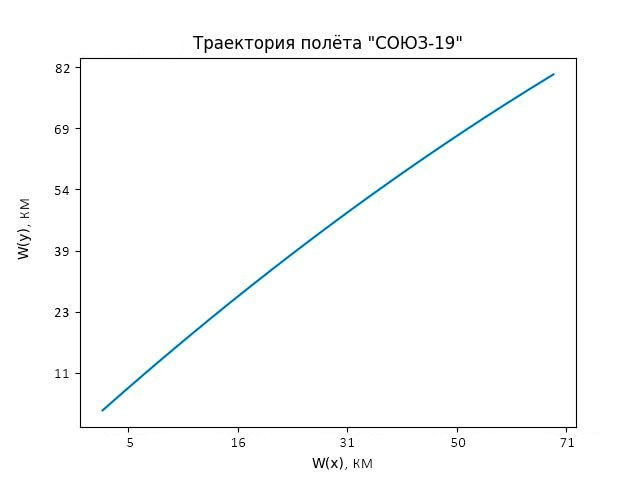 Траектория полёта "СОЮЗ-19"
82
69
54
39
23
11
W(y), км
5 16 31 50 71
W(x), км